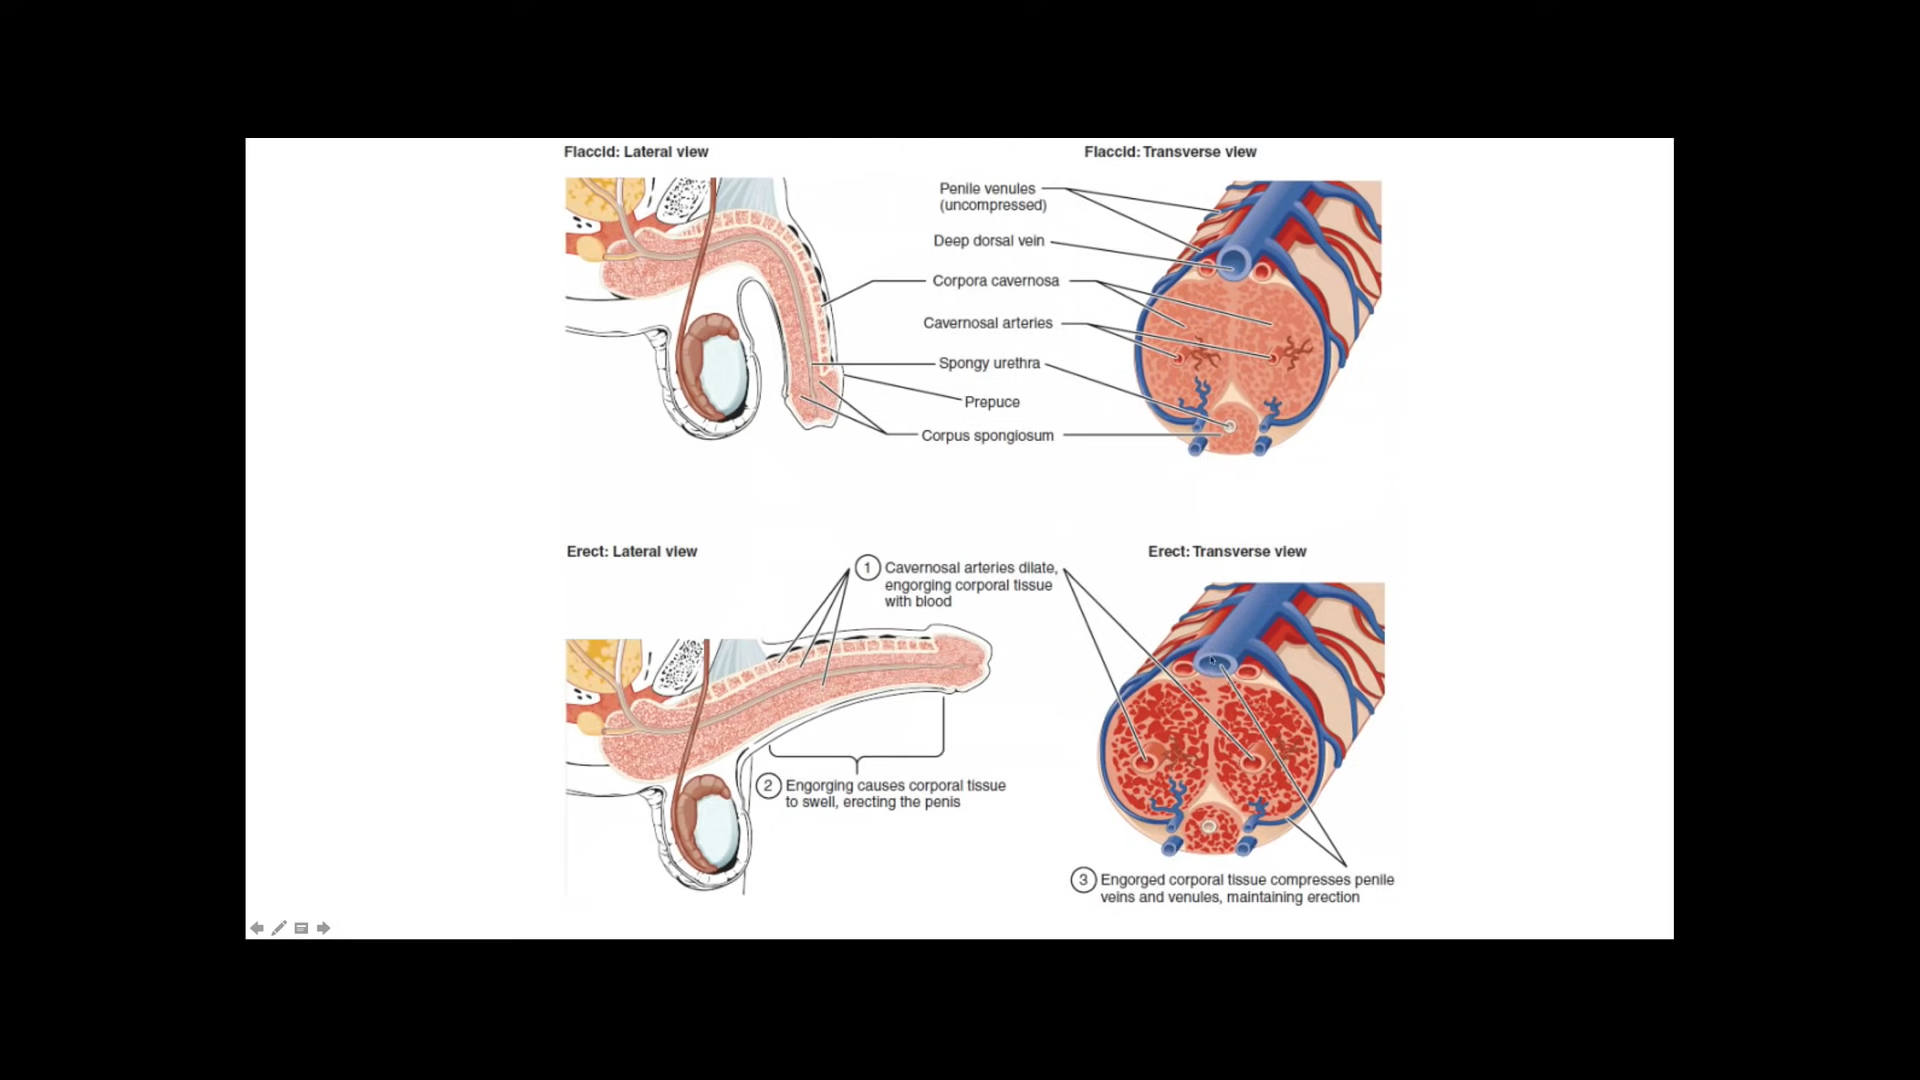 Flaccid: Lateral view
Flaccid: Transverse view
Penile venules
(uncompressed)
Deep dorsal vein
Corpora cavernosa
Cavernosal arteries
Spongy urethra
Prepuce
Corpus spongiosum
Erect: Lateral view
Erect: Transverse view
1 Cavernosal arteries dilate,
engorging corporal tissue
with blood
2 Engorging causes corporal tissue
to swell, erecting the penis
3 Engorged corporal tissue compresses penile
veins and venules, maintaining erection